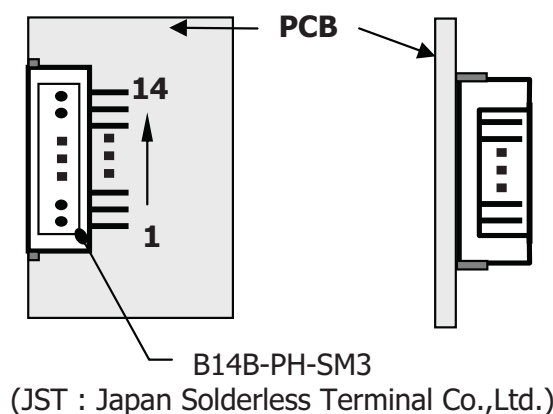 PCB
14
1
B14B-PH-SM3
(JST : Japan Solderless Terminal Co.,Ltd.)